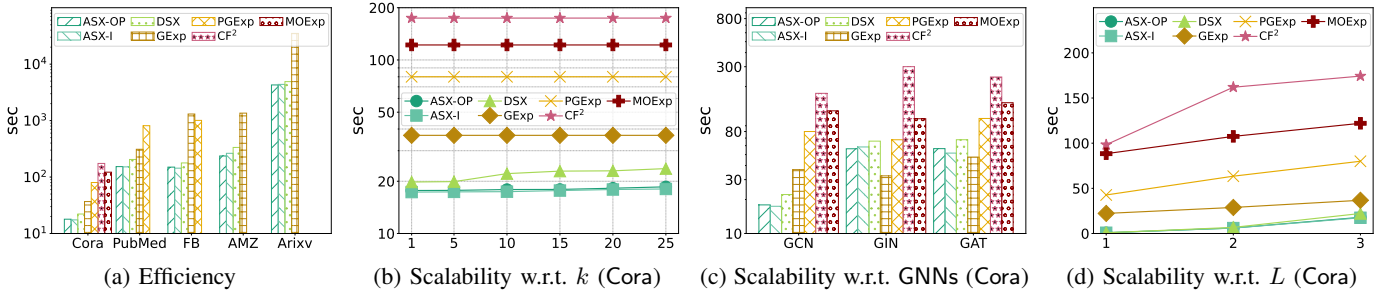 ASX-OP DSX PGExp MOExp
ASX-I GExp CF²
sec
10⁴
10³
10²
10¹
Cora PubMed FB AMZ Arixv
(a) Efficiency
200
100
50
20
10
sec
ASX-OP DSX PGExp MOExp
ASX-I GExp CF²
1 5 10 15 20 25
(b) Scalability w.r.t. k (Cora)
800
300
80
30
10
sec
ASX-OP DSX PGExp MOExp
ASX-I GExp CF²
GCN GIN GAT
(c) Scalability w.r.t. GNNs (Cora)
ASX-OP DSX PGExp MOExp
ASX-I GExp CF²
200
150
100
50
0
sec
1 2 3
(d) Scalability w.r.t. L (Cora)